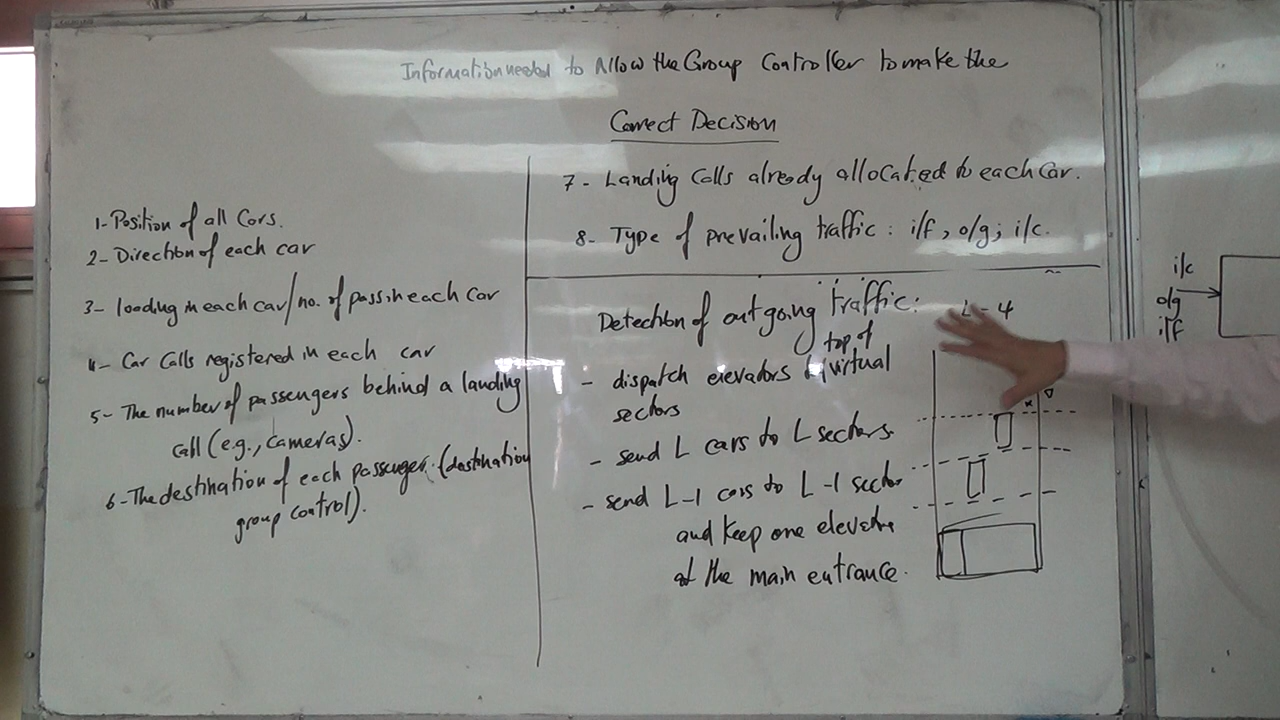 Information needed to Allow the Group Controller to make the
Correct Decision
1- Position of all Cars.
2- Direction of each car
3- loading in each car/no. of pass. in each car
4- Car Calls registered in each car
5- The number of passengers behind a landing
call (e.g., cameras).
6- The destination of each passenger. (destination
group control).
7- Landing Calls already allocated to each Car.
8- Type of prevailing traffic: i/f, o/g, i/c.
Detection of outgoing traffic:
L-4
- dispatch elevators top of virtual
sectors
- send L cars to L sectors.
- send L-1 cars to L-1 sector
and keep one elevator
at the main entrance.
i/c
o/g
i/f